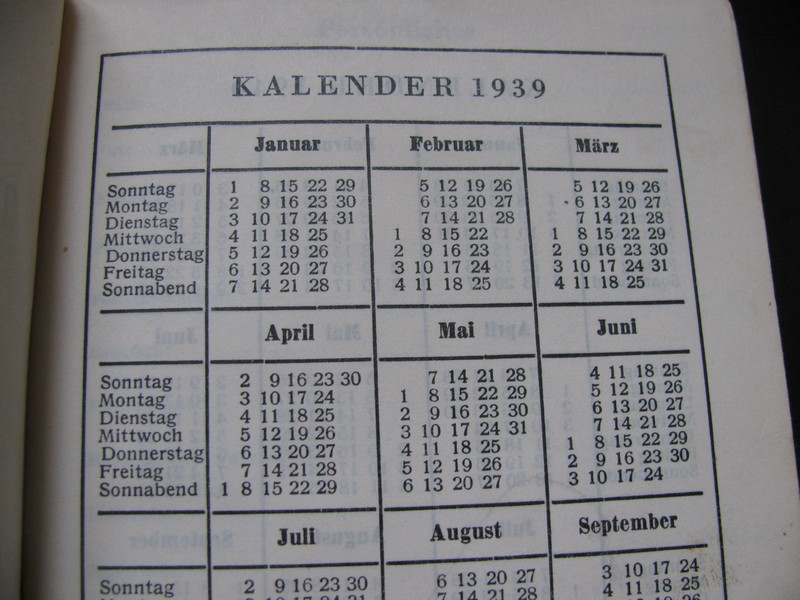 KALENDER 1939
Januar Februar März
Sonntag 1 8 15 22 29 5 12 19 26 5 12 19 26
Montag 2 9 16 23 30 6 13 20 27 6 13 20 27
Dienstag 3 10 17 24 31 7 14 21 28 7 14 21 28
Mittwoch 4 11 18 25 1 8 15 22 1 8 15 22 29
Donnerstag 5 12 19 26 2 9 16 23 2 9 16 23 30
Freitag 6 13 20 27 3 10 17 24 3 10 17 24 31
Sonnabend 7 14 21 28 4 11 18 25 4 11 18 25
April Mai Juni
Sonntag 2 9 16 23 30 7 14 21 28 4 11 18 25
Montag 3 10 17 24 1 8 15 22 29 5 12 19 26
Dienstag 4 11 18 25 2 9 16 23 30 6 13 20 27
Mittwoch 5 12 19 26 3 10 17 24 31 7 14 21 28
Donnerstag 6 13 20 27 4 11 18 25 1 8 15 22 29
Freitag 7 14 21 28 5 12 19 26 2 9 16 23 30
Sonnabend 1 8 15 22 29 6 13 20 27 3 10 17 24
Juli August September
Sonntag 2 9 16 23 30 6 13 20 27 3 10 17 24
7 14 21 28 4 11 18 25